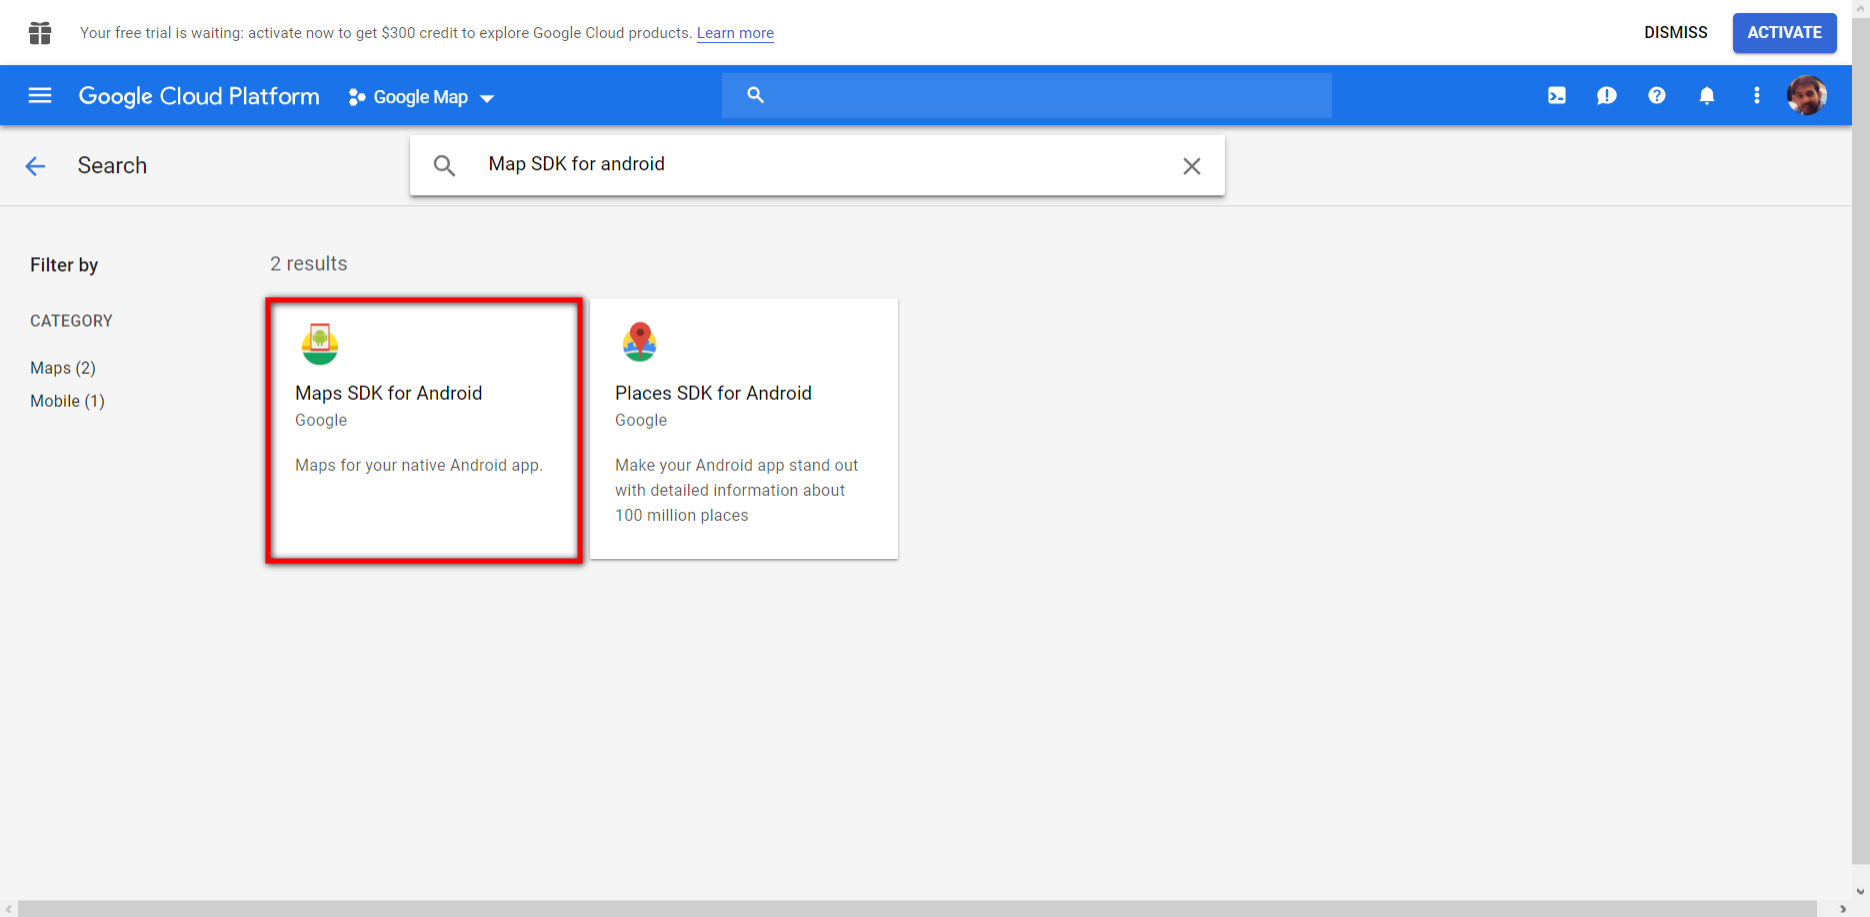 Your free trial is waiting: activate now to get $300 credit to explore Google Cloud products. Learn more
DISMISS
ACTIVATE
Google Cloud Platform
Google Map
Search
Map SDK for android
Filter by
2 results
CATEGORY
Maps (2)
Mobile (1)
Maps SDK for Android
Google
Maps for your native Android app.
Places SDK for Android
Google
Make your Android app stand out
with detailed information about
100 million places